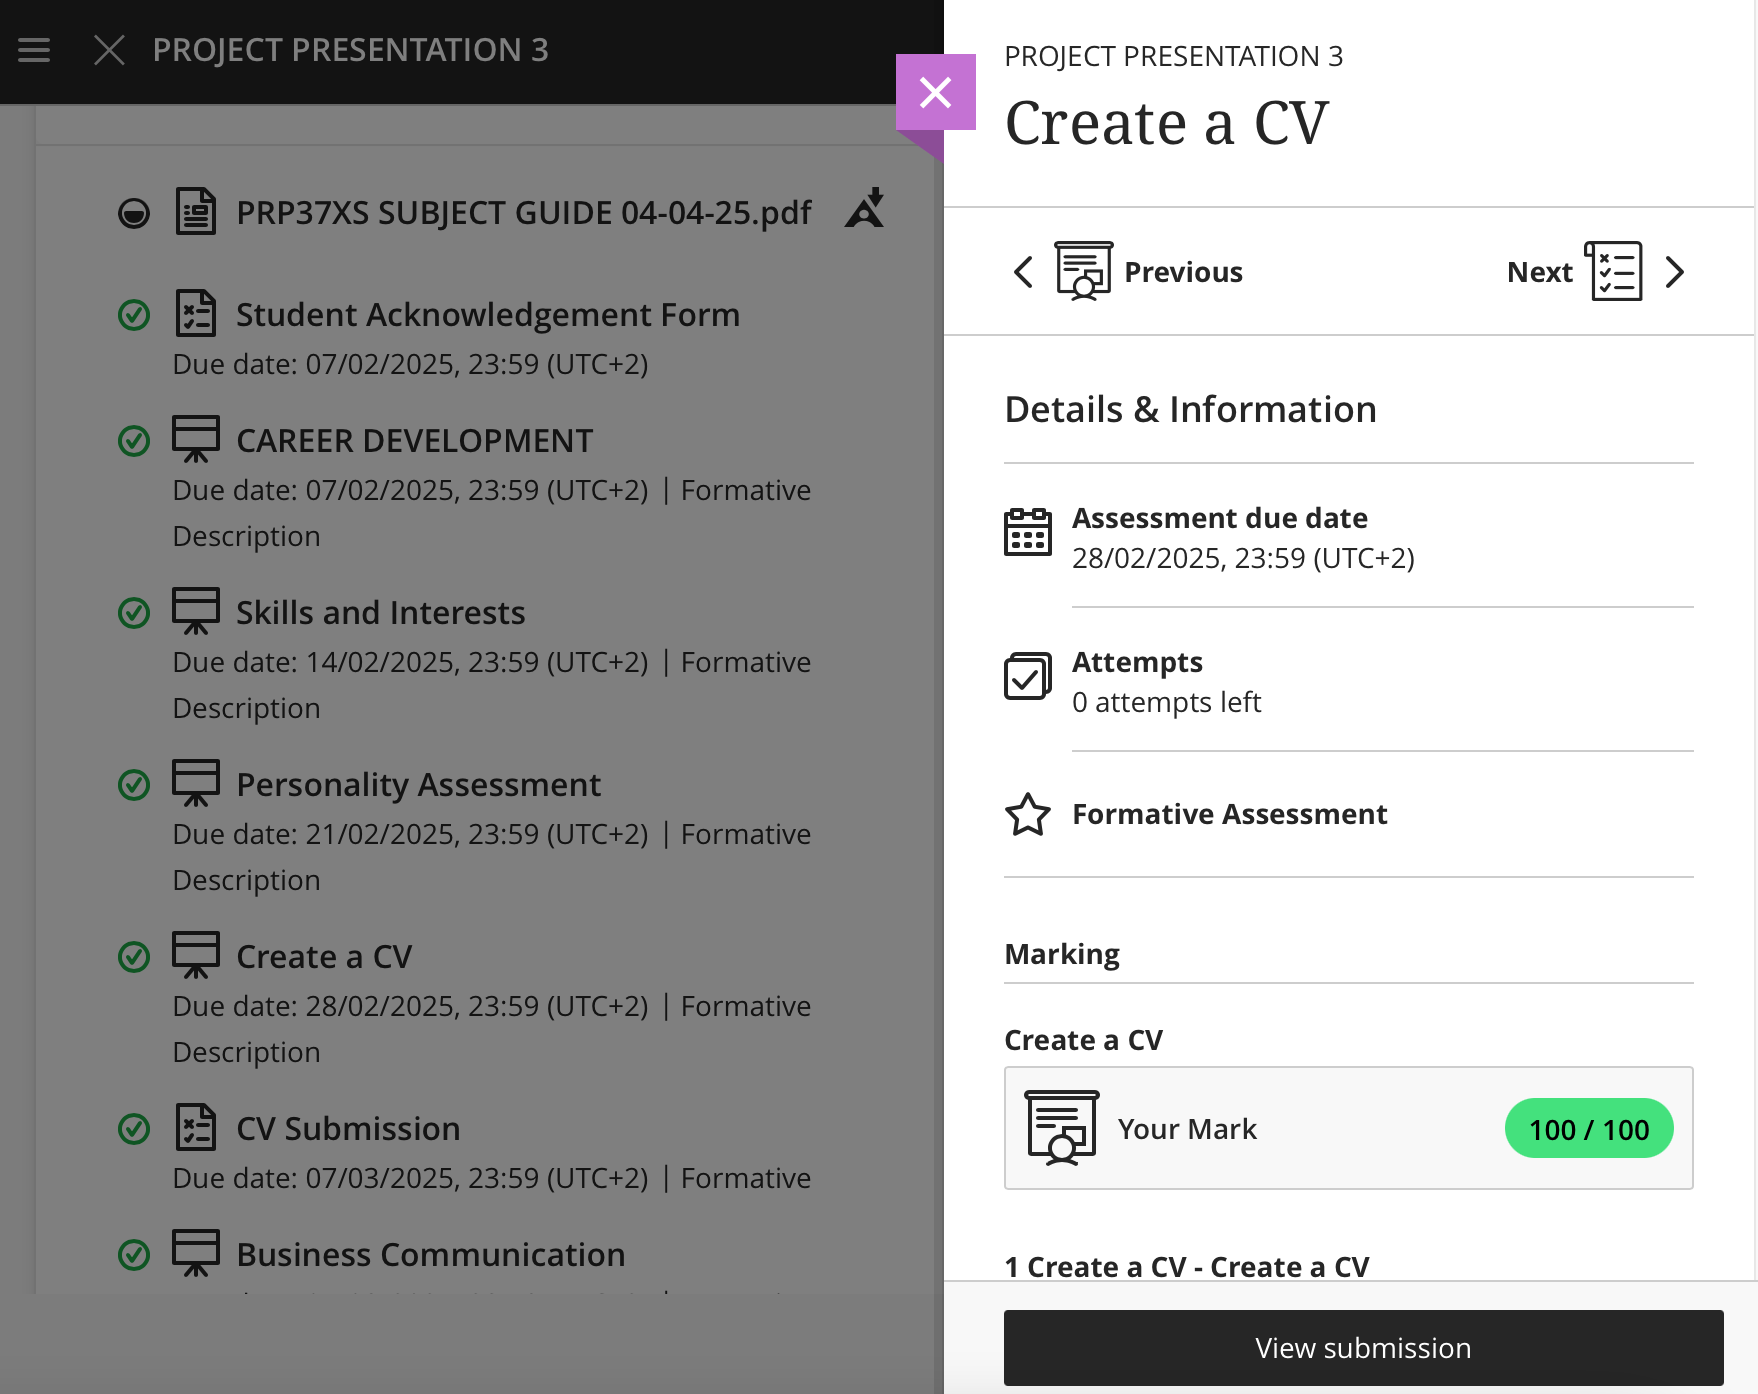 PROJECT PRESENTATION 3
PRP37XS SUBJECT GUIDE 04-04-25.pdf
Student Acknowledgement Form
Due date: 07/02/2025, 23:59 (UTC+2)
CAREER DEVELOPMENT
Due date: 07/02/2025, 23:59 (UTC+2) | Formative
Description
Skills and Interests
Due date: 14/02/2025, 23:59 (UTC+2) | Formative
Description
Personality Assessment
Due date: 21/02/2025, 23:59 (UTC+2) | Formative
Description
Create a CV
Due date: 28/02/2025, 23:59 (UTC+2) | Formative
Description
CV Submission
Due date: 07/03/2025, 23:59 (UTC+2) | Formative
Business Communication
PROJECT PRESENTATION 3
Create a CV
Previous
Next
Details & Information
Assessment due date
28/02/2025, 23:59 (UTC+2)
Attempts
0 attempts left
Formative Assessment
Marking
Create a CV
Your Mark
100 / 100
1 Create a CV - Create a CV
View submission